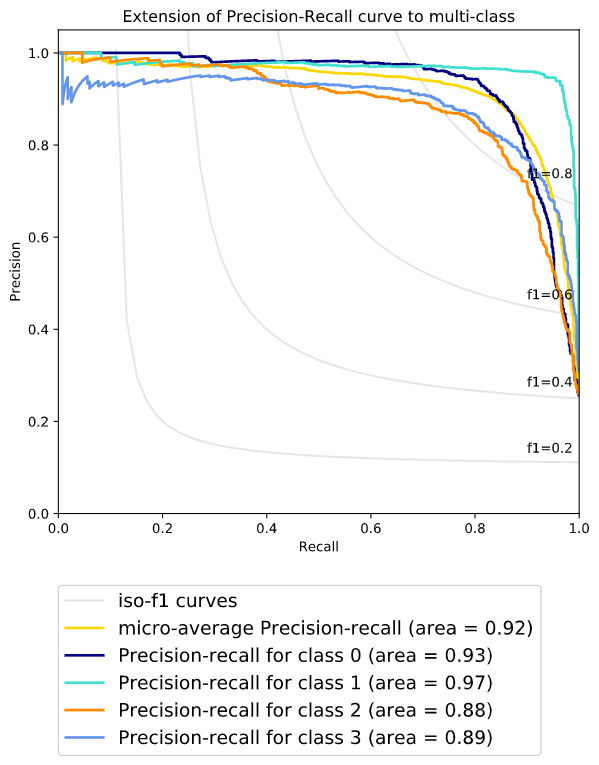 Extension of Precision-Recall curve to multi-class
1.0
0.8
0.6
0.4
0.2
0.0
Precision
f1=0.8
f1=0.6
f1=0.4
f1=0.2
0.0 0.2 0.4 0.6 0.8 1.0
Recall
iso-f1 curves
micro-average Precision-recall (area = 0.92)
Precision-recall for class 0 (area = 0.93)
Precision-recall for class 1 (area = 0.97)
Precision-recall for class 2 (area = 0.88)
Precision-recall for class 3 (area = 0.89)